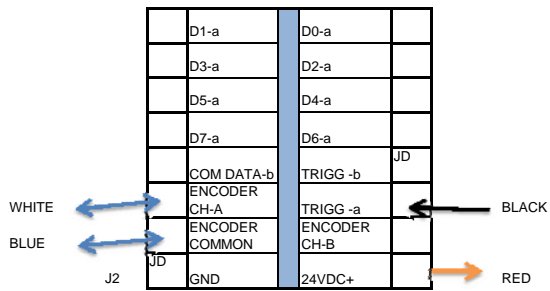 D1-a D0-a
D3-a D2-a
D5-a D4-a
D7-a D6-a
JD
COM DATA-b TRIGG -b
ENCODER
WHITE CH-A TRIGG -a BLACK
ENCODER ENCODER
BLUE COMMON CH-B
JD
J2 GND 24VDC+ RED